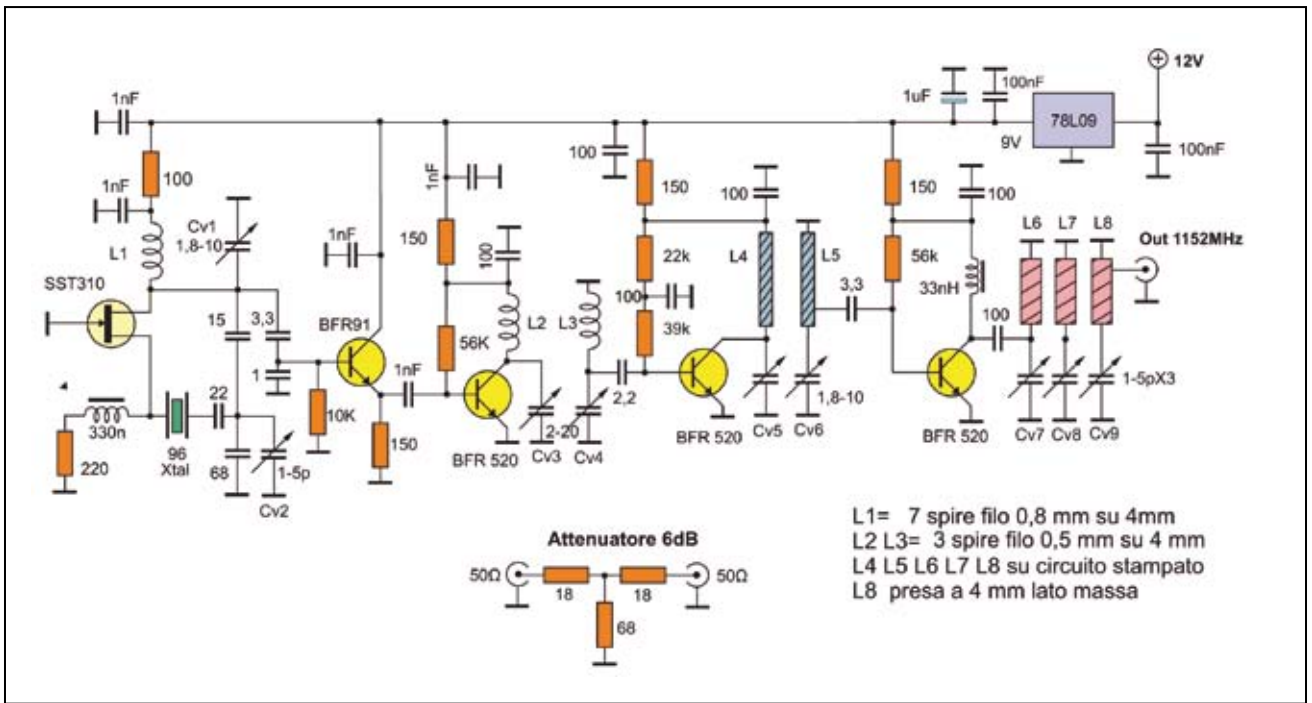 12V
1nF
1uF
100nF
78L09
9V
100nF
100
1nF
Cv1
1,8-10
L1
1nF
1nF
150
100
150
22k
100
39k
100
L4
L5
150
100
56k
33nH
L6
L7
L8
Out 1152MHz
SST310
15
3,3
BFR91
56K
L2
L3
3,3
100
1
1nF
2,2
22
10K
330n
150
2-20
BFR 520
Cv3
Cv4
BFR 520
Cv5
1,8-10
Cv6
BFR 520
1-5pX3
Cv7
Cv8
Cv9
220
96
Xtal
68
1-5p
Cv2
Attenuatore 6dB
50Ω
18
18
50Ω
68
L1= 7 spire filo 0,8 mm su 4mm
L2 L3= 3 spire filo 0,5 mm su 4 mm
L4 L5 L6 L7 L8 su circuito stampato
L8 presa a 4 mm lato massa